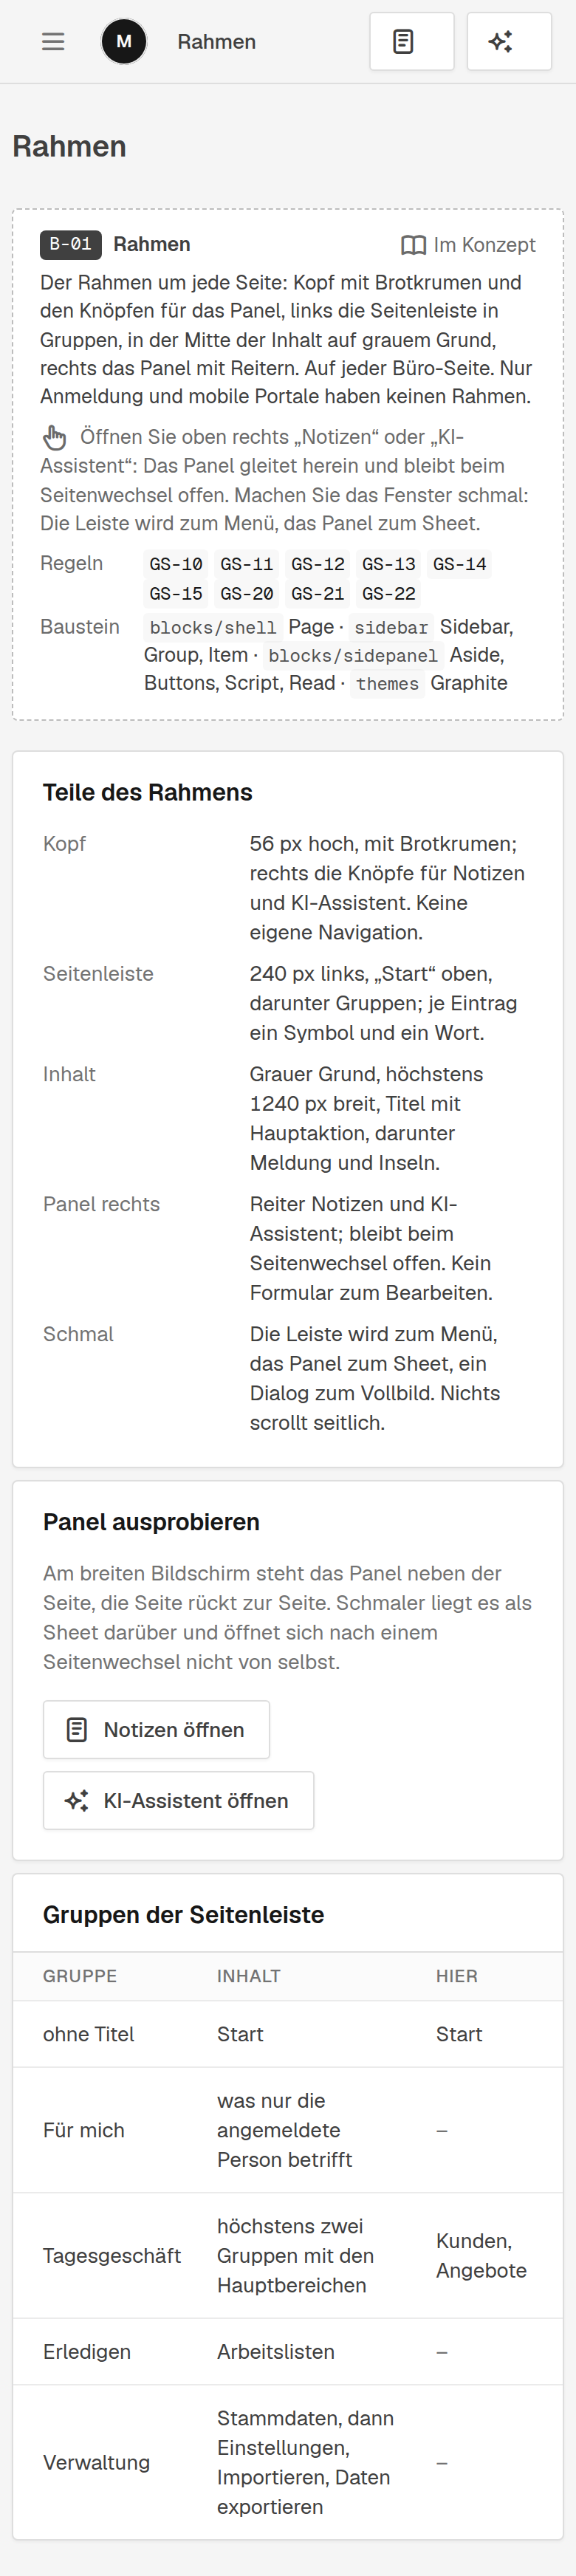 M Rahmen
Rahmen
B-01 Rahmen Im Konzept
Der Rahmen um jede Seite: Kopf mit Brotkrumen und
den Knöpfen für das Panel, links die Seitenleiste in
Gruppen, in der Mitte der Inhalt auf grauem Grund,
rechts das Panel mit Reitern. Auf jeder Büro-Seite. Nur
Anmeldung und mobile Portale haben keinen Rahmen.
Öffnen Sie oben rechts „Notizen“ oder „KI-
Assistent“: Das Panel gleitet herein und bleibt beim
Seitenwechsel offen. Machen Sie das Fenster schmal:
Die Leiste wird zum Menü, das Panel zum Sheet.
Regeln GS-10 GS-11 GS-12 GS-13 GS-14
GS-15 GS-20 GS-21 GS-22
Baustein blocks/shell Page · sidebar Sidebar,
Group, Item · blocks/sidepanel Aside,
Buttons, Script, Read · themes Graphite
Teile des Rahmens
Kopf 56 px hoch, mit Brotkrumen;
rechts die Knöpfe für Notizen
und KI-Assistent. Keine
eigene Navigation.
Seitenleiste 240 px links, „Start“ oben,
darunter Gruppen; je Eintrag
ein Symbol und ein Wort.
Inhalt Grauer Grund, höchstens
1240 px breit, Titel mit
Hauptaktion, darunter
Meldung und Inseln.
Panel rechts Reiter Notizen und KI-
Assistent; bleibt beim
Seitenwechsel offen. Kein
Formular zum Bearbeiten.
Schmal Die Leiste wird zum Menü,
das Panel zum Sheet, ein
Dialog zum Vollbild. Nichts
scrollt seitlich.
Panel ausprobieren
Am breiten Bildschirm steht das Panel neben der
Seite, die Seite rückt zur Seite. Schmaler liegt es als
Sheet darüber und öffnet sich nach einem
Seitenwechsel nicht von selbst.
Notizen öffnen
KI-Assistent öffnen
Gruppen der Seitenleiste
GRUPPE INHALT HIER
ohne Titel Start Start
Für mich was nur die
angemeldete
Person betrifft –
Tagesgeschäft höchstens zwei
Gruppen mit den
Hauptbereichen Kunden,
Angebote
Erledigen Arbeitslisten –
Verwaltung Stammdaten, dann
Einstellungen,
Importieren, Daten
exportieren –